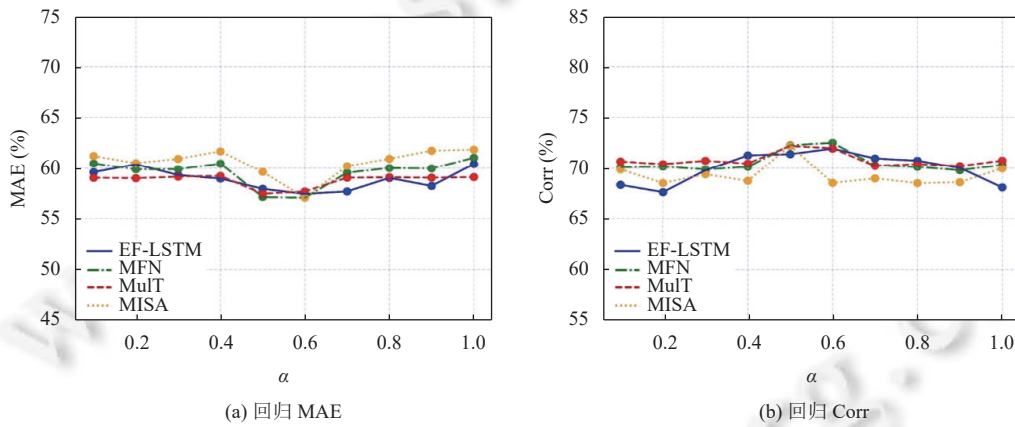 75
70
65
60
55
50
45
MAE (%)
EF-LSTM
MFN
MulT
MISA
0.2 0.4 0.6 0.8 1.0
α
(a) 回归 MAE
85
80
75
70
65
60
55
Corr (%)
EF-LSTM
MFN
MulT
MISA
0.2 0.4 0.6 0.8 1.0
α
(b) 回归 Corr